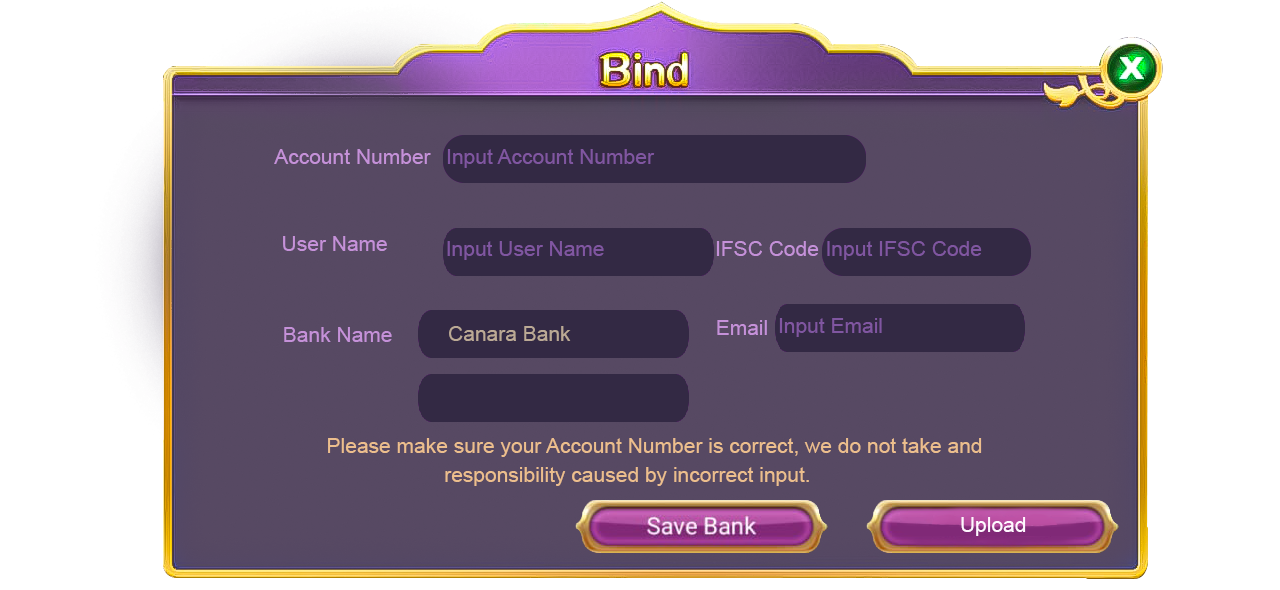 Bind
X
Account Number Input Account Number
User Name Input User Name IFSC Code Input IFSC Code
Bank Name Canara Bank Email Input Email
Please make sure your Account Number is correct, we do not take and
responsibility caused by incorrect input.
Save Bank Upload